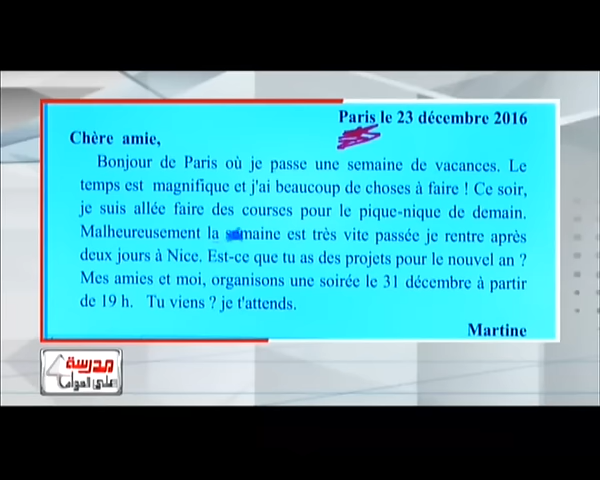 Paris le 23 décembre 2016
Chère amie,
Bonjour de Paris où je passe une semaine de vacances. Le
temps est magnifique et j'ai beaucoup de choses à faire ! Ce soir,
je suis allée faire des courses pour le pique-nique de demain.
Malheureusement la semaine est très vite passée je rentre après
deux jours à Nice. Est-ce que tu as des projets pour le nouvel an ?
Mes amies et moi, organisons une soirée le 31 décembre à partir
de 19 h. Tu viens ? je t'attends.
Martine
مدرسة
على الهواء